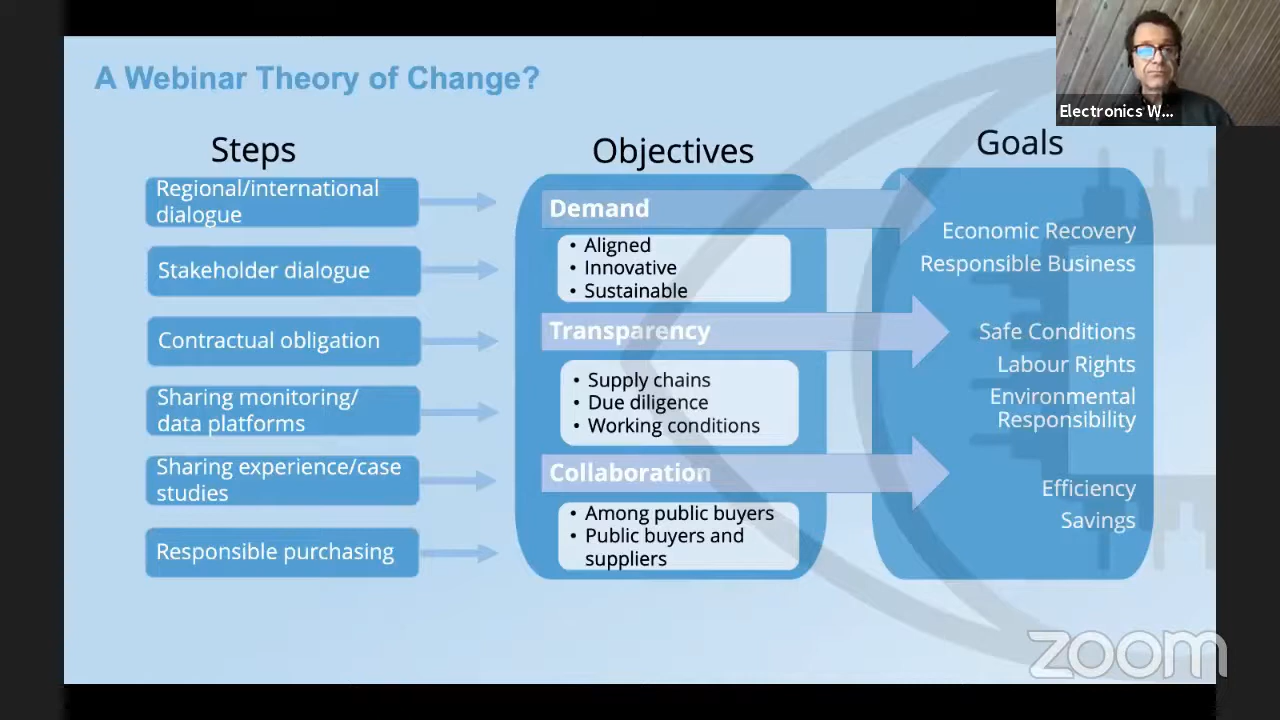 A Webinar Theory of Change?
Electronics W...
Steps
Objectives
Goals
Regional/international
dialogue
Stakeholder dialogue
Contractual obligation
Sharing monitoring/
data platforms
Sharing experience/case
studies
Responsible purchasing
Demand
• Aligned
• Innovative
• Sustainable
Transparency
• Supply chains
• Due diligence
• Working conditions
Collaboration
• Among public buyers
• Public buyers and
suppliers
Economic Recovery
Responsible Business
Safe Conditions
Labour Rights
Environmental
Responsibility
Efficiency
Savings
zoom